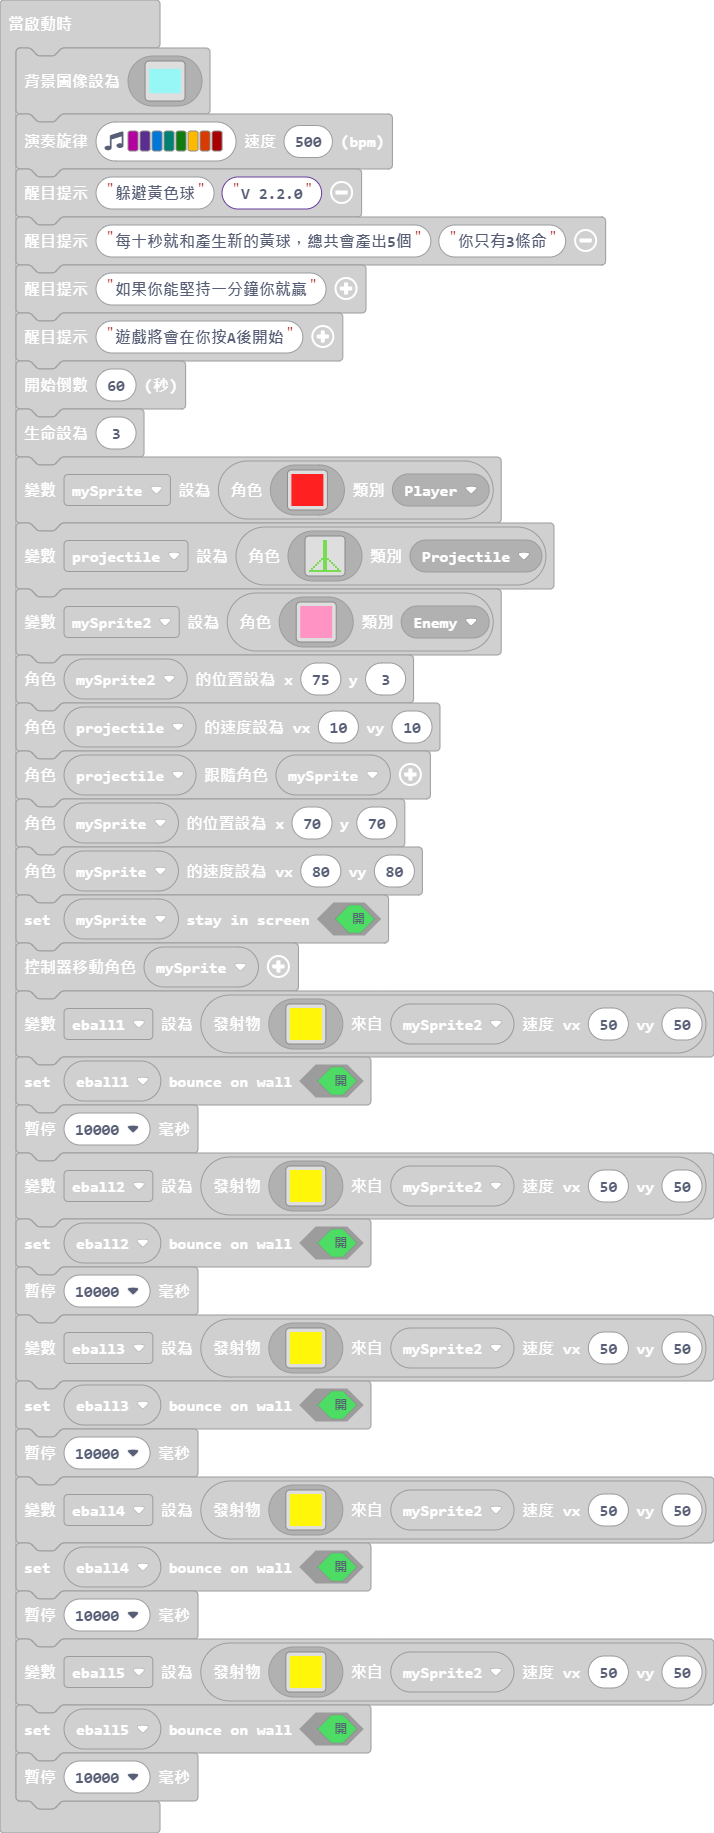 當啟動時
背景圖像設為
演奏旋律 速度 500 (bpm)
醒目提示 "躲避黃色球" "V 2.2.0"
醒目提示 "每十秒就和產生新的黃球，總共會產出5個" "你只有3條命"
醒目提示 "如果你能堅持一分鐘你就贏"
醒目提示 "遊戲將會在你按A後開始"
開始倒數 60 (秒)
生命設為 3
變數 mySprite 設為 角色 類別 Player
變數 projectile 設為 角色 類別 Projectile
變數 mySprite2 設為 角色 類別 Enemy
角色 mySprite2 的位置設為 x 75 y 3
角色 projectile 的速度設為 vx 10 vy 10
角色 projectile 跟隨角色 mySprite
角色 mySprite 的位置設為 x 70 y 70
角色 mySprite 的速度設為 vx 80 vy 80
set mySprite stay in screen 開
控制器移動角色 mySprite
變數 eball1 設為 發射物 來自 mySprite2 速度 vx 50 vy 50
set eball1 bounce on wall 開
暫停 10000 毫秒
變數 eball2 設為 發射物 來自 mySprite2 速度 vx 50 vy 50
set eball2 bounce on wall 開
暫停 10000 毫秒
變數 eball3 設為 發射物 來自 mySprite2 速度 vx 50 vy 50
set eball3 bounce on wall 開
暫停 10000 毫秒
變數 eball4 設為 發射物 來自 mySprite2 速度 vx 50 vy 50
set eball4 bounce on wall 開
暫停 10000 毫秒
變數 eball5 設為 發射物 來自 mySprite2 速度 vx 50 vy 50
set eball5 bounce on wall 開
暫停 10000 毫秒